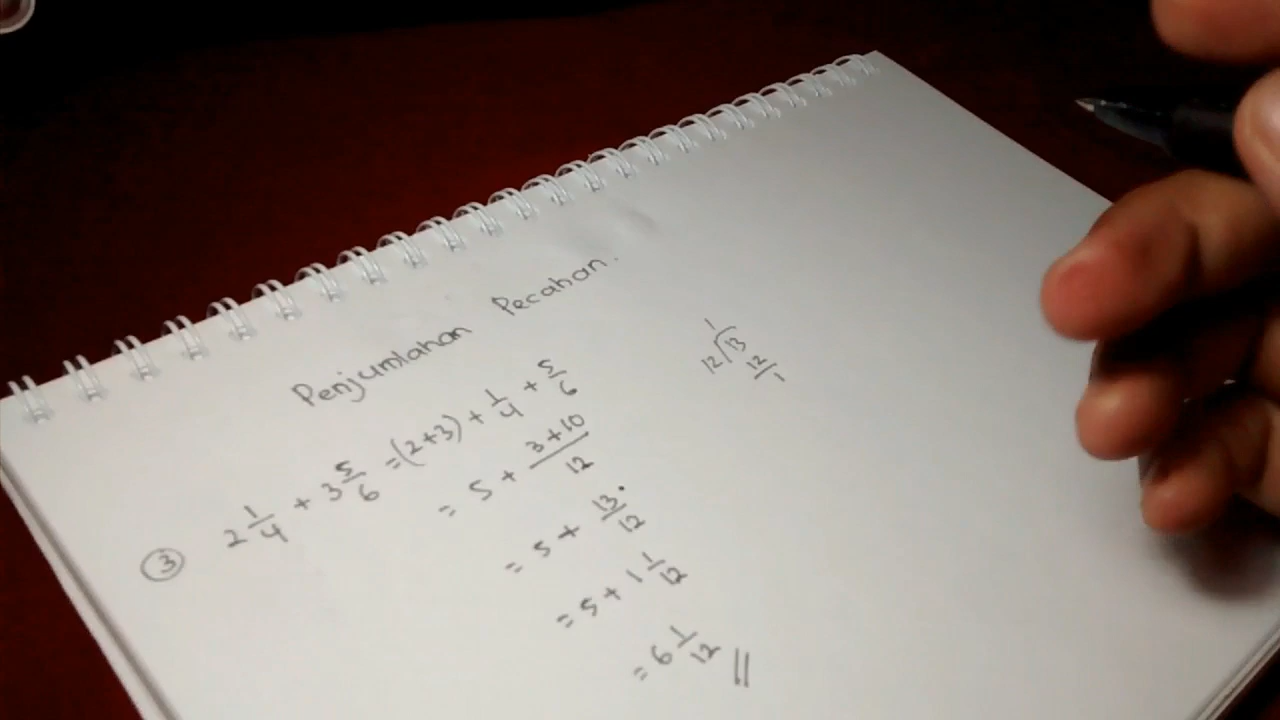 Penjumlahan Pecahan.
③ 2 1/4 + 3 5/6 = (2+3) + 1/4 + 5/6
= 5 + (3+10)/12
= 5 + 13/12
= 5 + 1 1/12
= 6 1/12 //
1
12√13
12
1